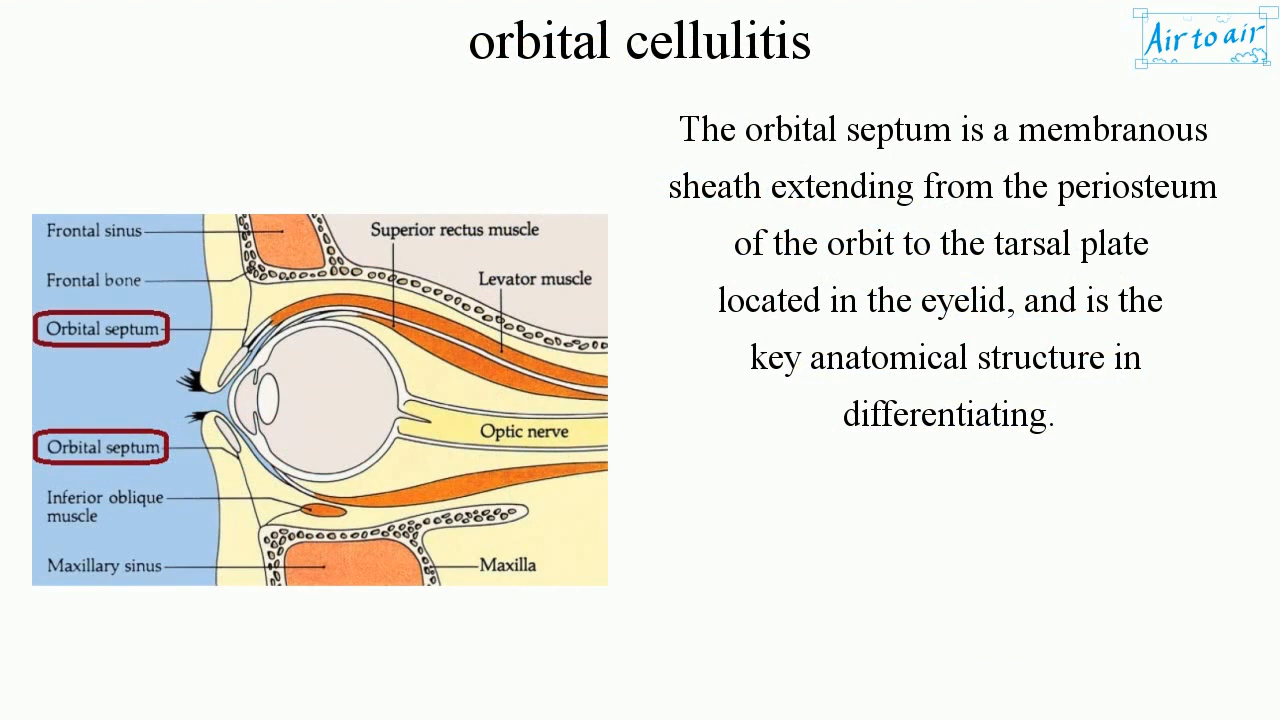 orbital cellulitis
Air to air
The orbital septum is a membranous
sheath extending from the periosteum
of the orbit to the tarsal plate
located in the eyelid, and is the
key anatomical structure in
differentiating.
Frontal sinus
Superior rectus muscle
Frontal bone
Levator muscle
Orbital septum
Optic nerve
Orbital septum
Inferior oblique
muscle
Maxillary sinus
Maxilla